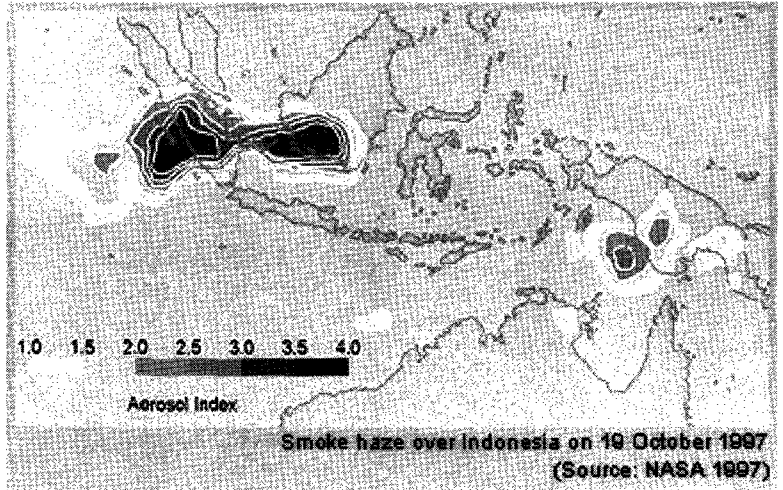 1.0 1.5 2.0 2.5 3.0 3.5 4.0
Aerosol Index
Smoke haze over Indonesia on 19 October 1997
(Source: NASA 1997)